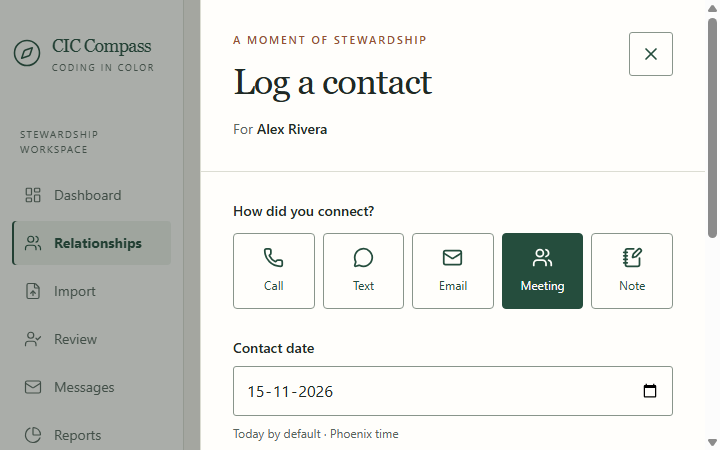 CIC Compass
CODING IN COLOR
STEWARDSHIP
WORKSPACE
Dashboard
Relationships
Import
Review
Messages
Reports
A MOMENT OF STEWARDSHIP
Log a contact
For Alex Rivera
How did you connect?
Call
Text
Email
Meeting
Note
Contact date
15-11-2026
Today by default · Phoenix time